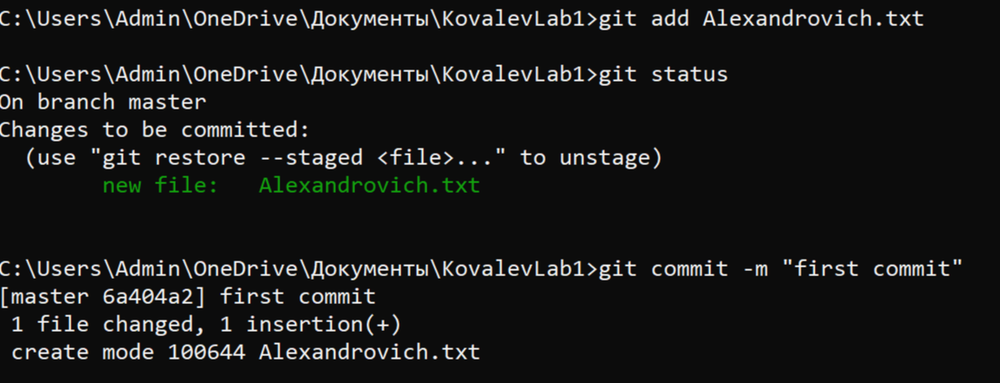 C:\Users\Admin\OneDrive\Документы\KovalevLab1>git add Alexandrovich.txt
C:\Users\Admin\OneDrive\Документы\KovalevLab1>git status
On branch master
Changes to be committed:
  (use "git restore --staged <file>..." to unstage)
        new file:   Alexandrovich.txt
C:\Users\Admin\OneDrive\Документы\KovalevLab1>git commit -m "first commit"
[master 6a404a2] first commit
 1 file changed, 1 insertion(+)
 create mode 100644 Alexandrovich.txt